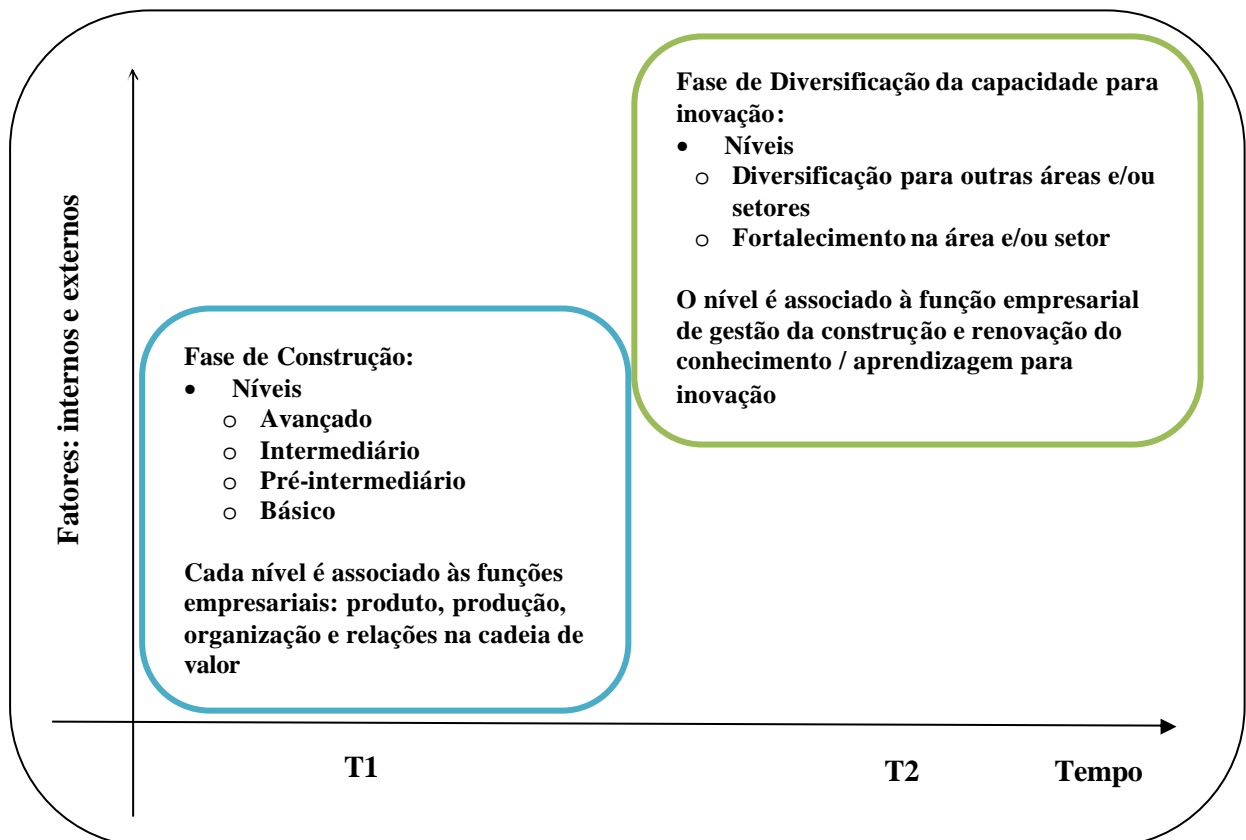 Fatores: internos e externos
Fase de Diversificação da capacidade para
inovação:
• Níveis
o Diversificação para outras áreas e/ou
setores
o Fortalecimento na área e/ou setor
O nível é associado à função empresarial
de gestão da construção e renovação do
conhecimento / aprendizagem para
inovação
Fase de Construção:
• Níveis
o Avançado
o Intermediário
o Pré-intermediário
o Básico
Cada nível é associado às funções
empresariais: produto, produção,
organização e relações na cadeia de
valor
T1
T2
Tempo